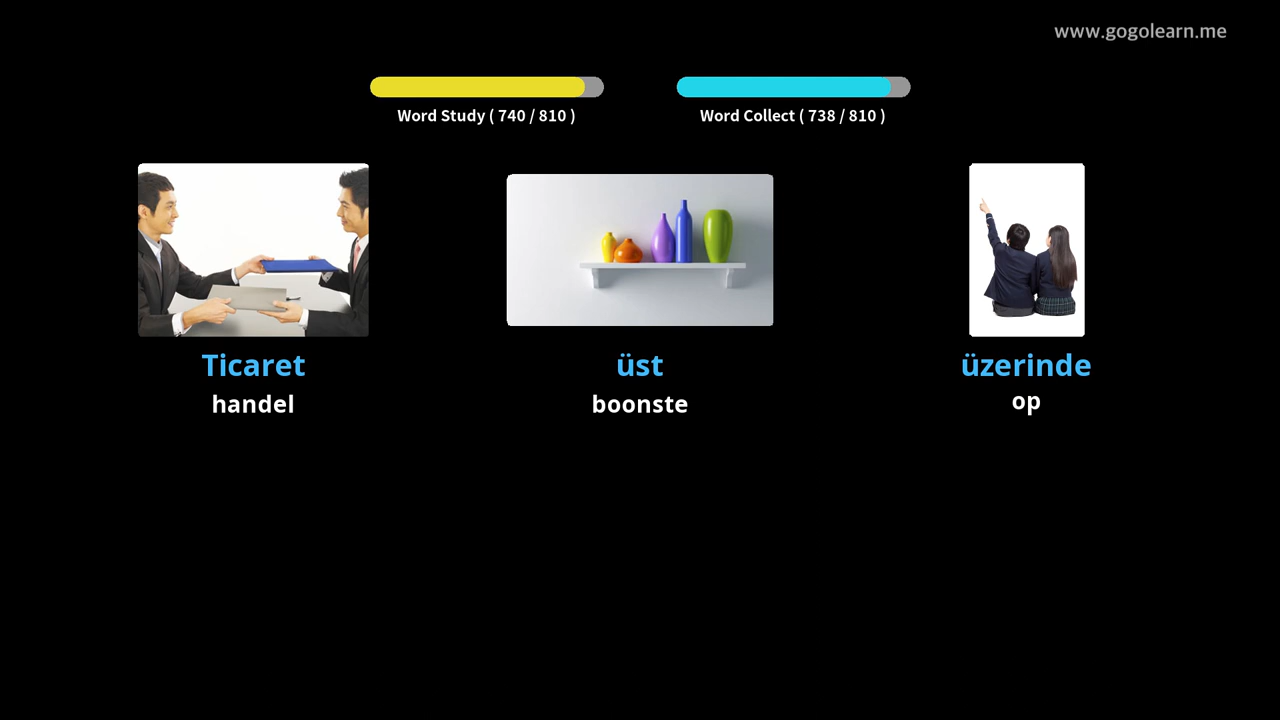 www.gogolearn.me
Word Study ( 740 / 810 )
Word Collect ( 738 / 810 )
Ticaret
handel
üst
boonste
üzerinde
op